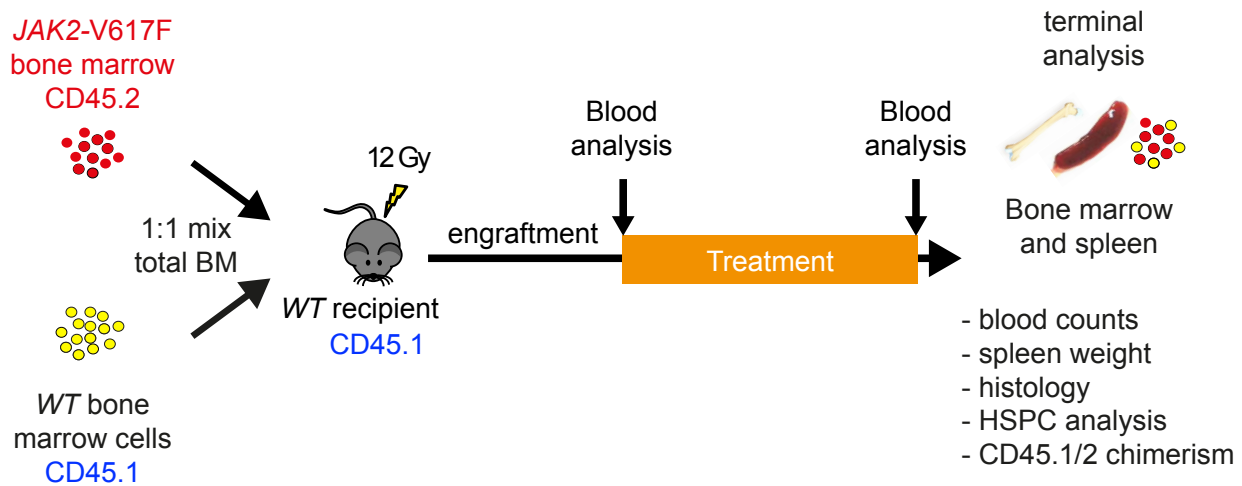 JAK2-V617F
bone marrow
CD45.2
1:1 mix
total BM
WT bone
marrow cells
CD45.1
12 Gy
WT recipient
CD45.1
engraftment
Blood
analysis
Treatment
Blood
analysis
terminal
analysis
Bone marrow
and spleen
- blood counts
- spleen weight
- histology
- HSPC analysis
- CD45.1/2 chimerism